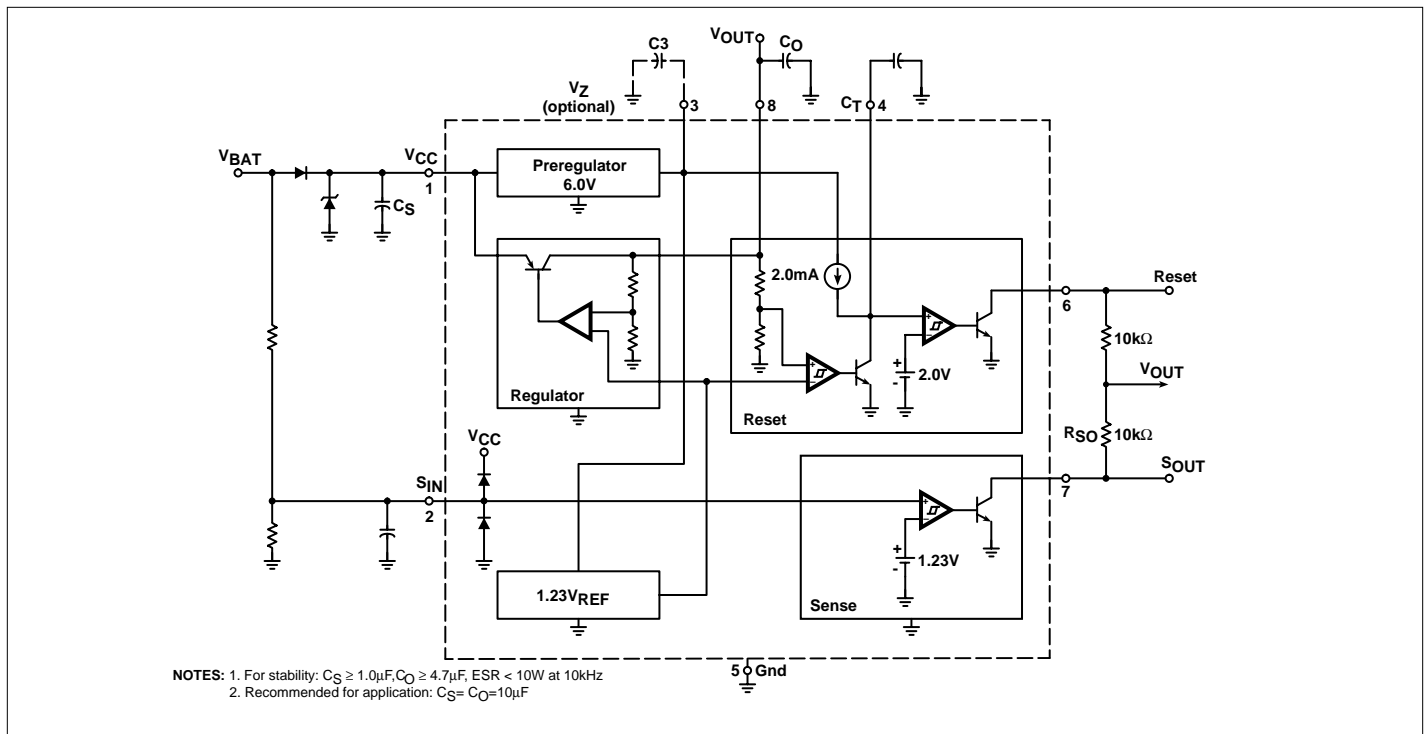 C3
VOUT
CO
VZ
(optional)
3
8
CT
4
VBAT
VCC
1
CS
Preregulator
6.0V
2.0mA
Reset
6
10kΩ
+
-
+
-
+
-
2.0V
VOUT
Regulator
Reset
RSO
10kΩ
VCC
SIN
2
SOUT
7
+
-
+
-
1.23V
1.23VREF
Sense
5
Gnd
NOTES: 1. For stability: CS ≥ 1.0μF,CO ≥ 4.7μF, ESR < 10W at 10kHz
2. Recommended for application: CS= CO=10μF